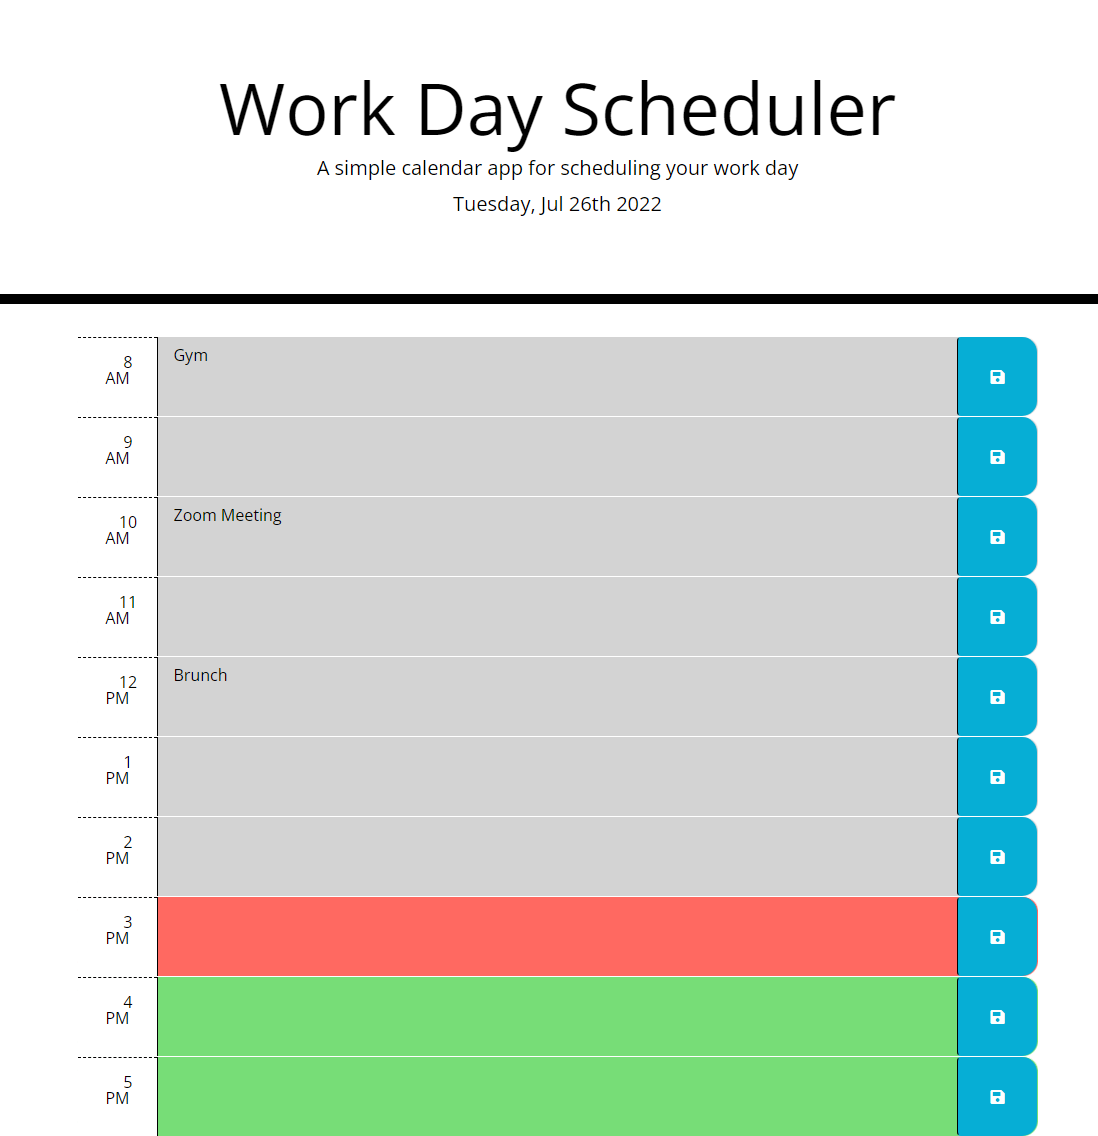 Work Day Scheduler
A simple calendar app for scheduling your work day
Tuesday, Jul 26th 2022
8
AM
Gym
9
AM
10
AM
Zoom Meeting
11
AM
12
PM
Brunch
1
PM
2
PM
3
PM
4
PM
5
PM